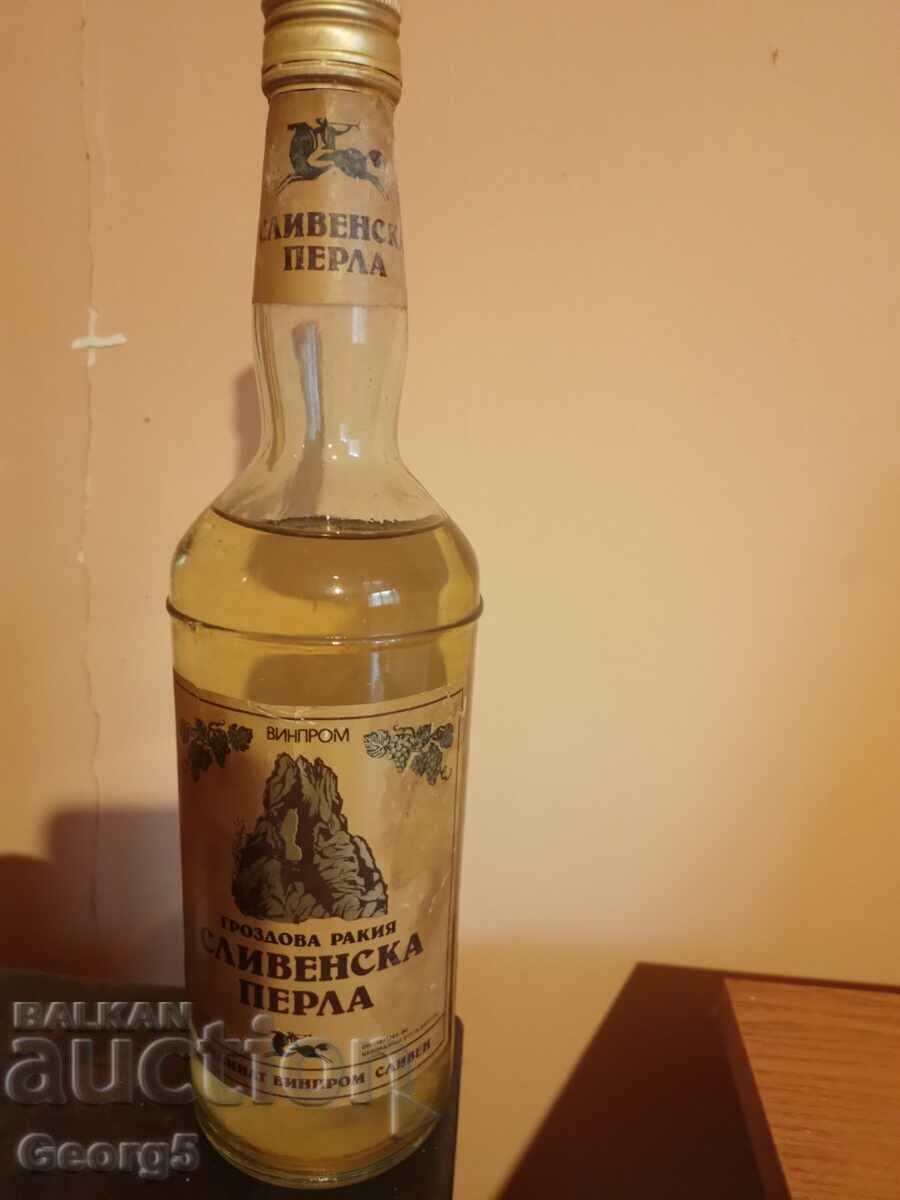 СЛИВЕНСКА
ПЕРЛА
ВИНПРОМ
ГРОЗДОВА РАКИЯ
СЛИВЕНСКА
ПЕРЛА
ВИНПРОМ СЛИВЕН
BALKAN
auction
Georg5